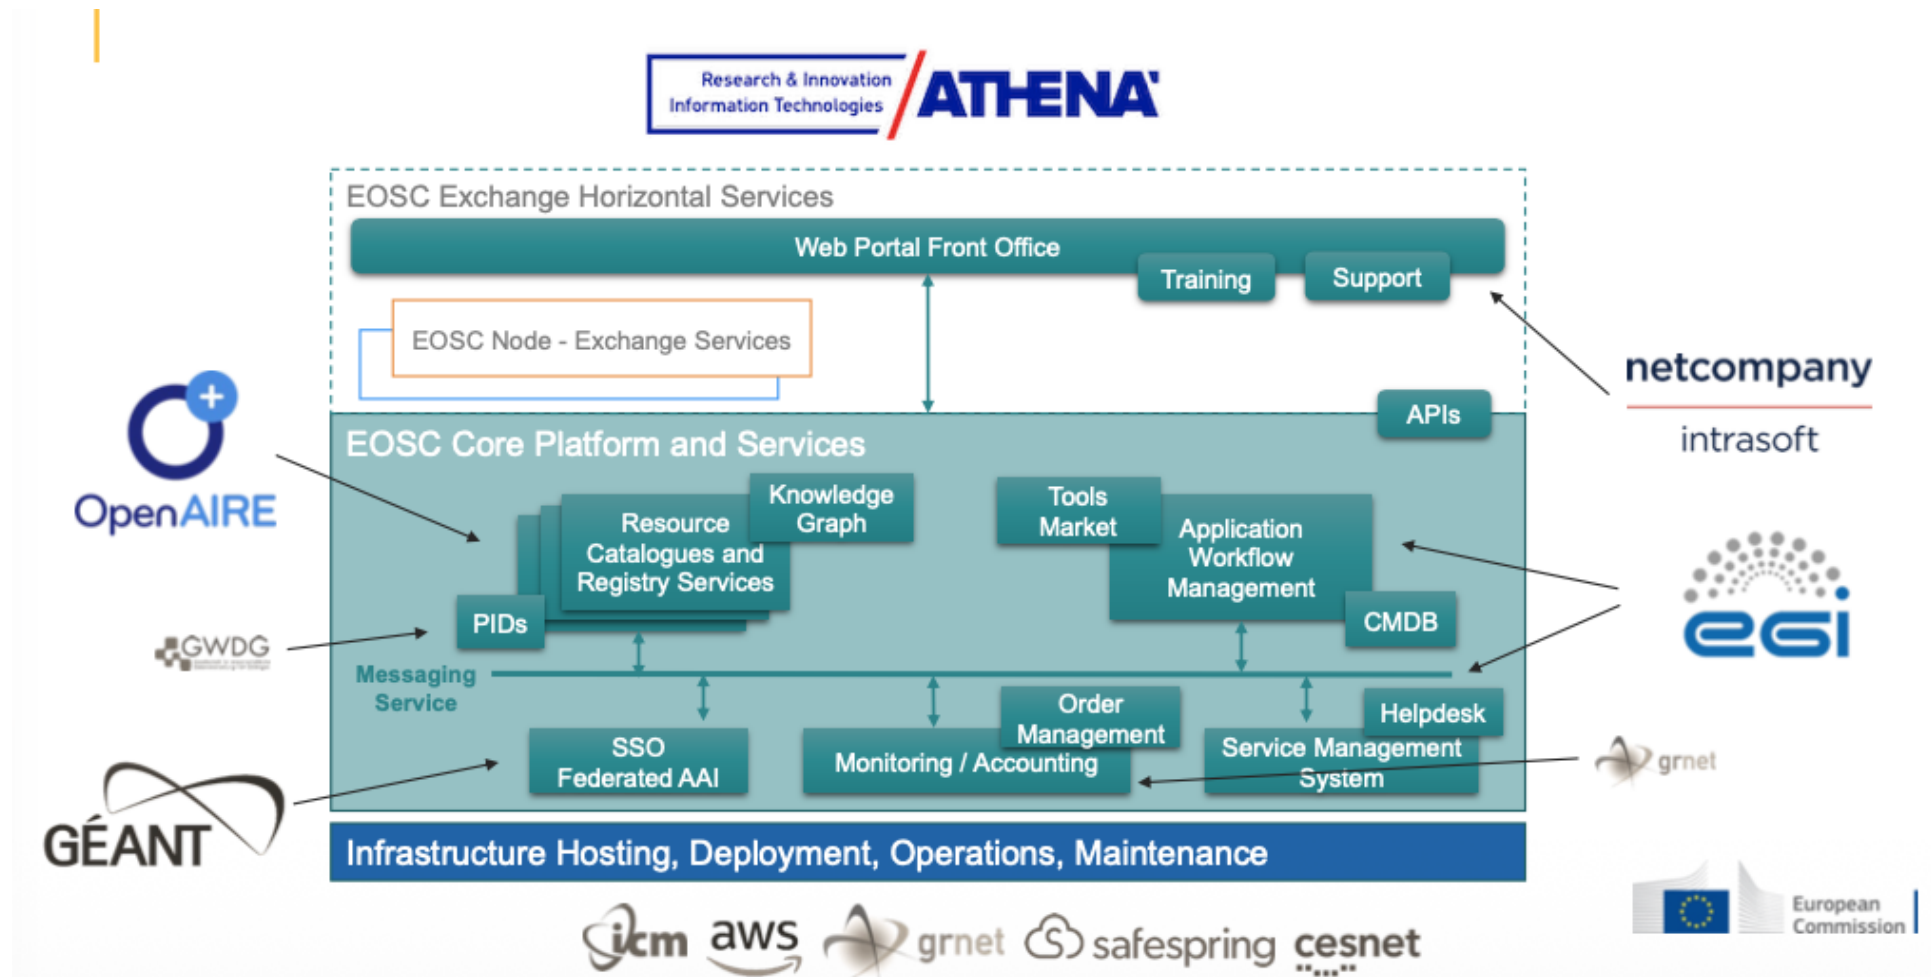 Research & Innovation
Information Technologies
ATHENA
EOSC Exchange Horizontal Services
Web Portal Front Office
Training
Support
EOSC Node - Exchange Services
netcompany
intrasoft
APIs
OpenAIRE
EOSC Core Platform and Services
Knowledge
Graph
Resource
Catalogues and
Registry Services
PIDs
Tools
Market
Application
Workflow
Management
CMDB
egi
GWDG
Messaging
Service
Order
Management
Helpdesk
SSO
Federated AAI
Monitoring / Accounting
Service Management
System
grnet
GÉANT
Infrastructure Hosting, Deployment, Operations, Maintenance
icm
aws
grnet
safespring
cesnet
European
Commission